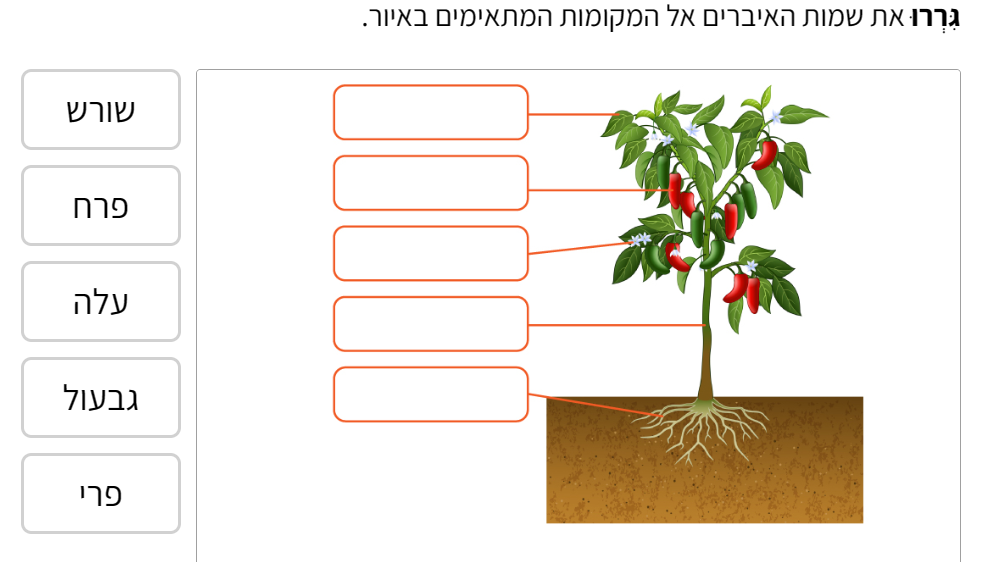 גִּרְרוּ את שמות האיברים אל המקומות המתאימים באיור.
שורש
פרח
עלה
גבעול
פרי